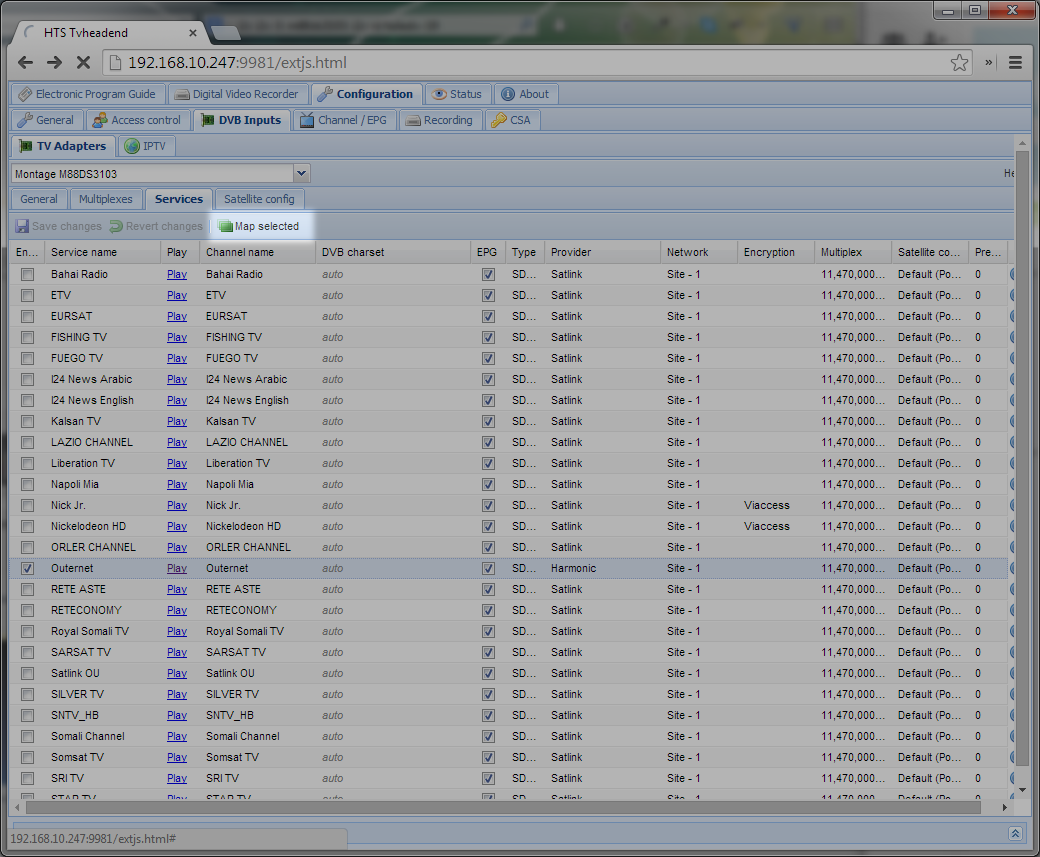 HTS Tvheadend
192.168.10.247:9981/extjs.html
Electronic Program Guide Digital Video Recorder Configuration Status About
General Access control DVB Inputs Channel / EPG Recording CSA
TV Adapters IPTV
Montage M88DS3103 He
General Multiplexes Services Satellite config
Save changes Revert changes Map selected
En... Service name Play Channel name DVB charset EPG Type Provider Network Encryption Multiplex Satellite co... Pre...
Bahai Radio Play Bahai Radio auto SD... Satlink Site - 1 11,470,000... Default (Po... 0
ETV Play ETV auto SD... Satlink Site - 1 11,470,000... Default (Po... 0
EURSAT Play EURSAT auto SD... Satlink Site - 1 11,470,000... Default (Po... 0
FISHING TV Play FISHING TV auto SD... Satlink Site - 1 11,470,000... Default (Po... 0
FUEGO TV Play FUEGO TV auto SD... Satlink Site - 1 11,470,000... Default (Po... 0
I24 News Arabic Play I24 News Arabic auto SD... Satlink Site - 1 11,470,000... Default (Po... 0
I24 News English Play I24 News English auto SD... Satlink Site - 1 11,470,000... Default (Po... 0
Kalsan TV Play Kalsan TV auto SD... Satlink Site - 1 11,470,000... Default (Po... 0
LAZIO CHANNEL Play LAZIO CHANNEL auto SD... Satlink Site - 1 11,470,000... Default (Po... 0
Liberation TV Play Liberation TV auto SD... Satlink Site - 1 11,470,000... Default (Po... 0
Napoli Mia Play Napoli Mia auto SD... Satlink Site - 1 11,470,000... Default (Po... 0
Nick Jr. Play Nick Jr. auto SD... Satlink Site - 1 Viaccess 11,470,000... Default (Po... 0
Nickelodeon HD Play Nickelodeon HD auto SD... Satlink Site - 1 Viaccess 11,470,000... Default (Po... 0
ORLER CHANNEL Play ORLER CHANNEL auto SD... Satlink Site - 1 11,470,000... Default (Po... 0
Outernet Play Outernet auto SD... Harmonic Site - 1 11,470,000... Default (Po... 0
RETE ASTE Play RETE ASTE auto SD... Satlink Site - 1 11,470,000... Default (Po... 0
RETECONOMY Play RETECONOMY auto SD... Satlink Site - 1 11,470,000... Default (Po... 0
Royal Somali TV Play Royal Somali TV auto SD... Satlink Site - 1 11,470,000... Default (Po... 0
SARSAT TV Play SARSAT TV auto SD... Satlink Site - 1 11,470,000... Default (Po... 0
Satlink OU Play Satlink OU auto SD... Satlink Site - 1 11,470,000... Default (Po... 0
SILVER TV Play SILVER TV auto SD... Satlink Site - 1 11,470,000... Default (Po... 0
SNTV_HB Play SNTV_HB auto SD... Satlink Site - 1 11,470,000... Default (Po... 0
Somali Channel Play Somali Channel auto SD... Satlink Site - 1 11,470,000... Default (Po... 0
Somsat TV Play Somsat TV auto SD... Satlink Site - 1 11,470,000... Default (Po... 0
SRI TV Play SRI TV auto SD... Satlink Site - 1 11,470,000... Default (Po... 0
STAR TV Play STAR TV auto SD... Satlink Site - 1 11,470,000... Default (Po... 0
192.168.10.247:9981/extjs.html#